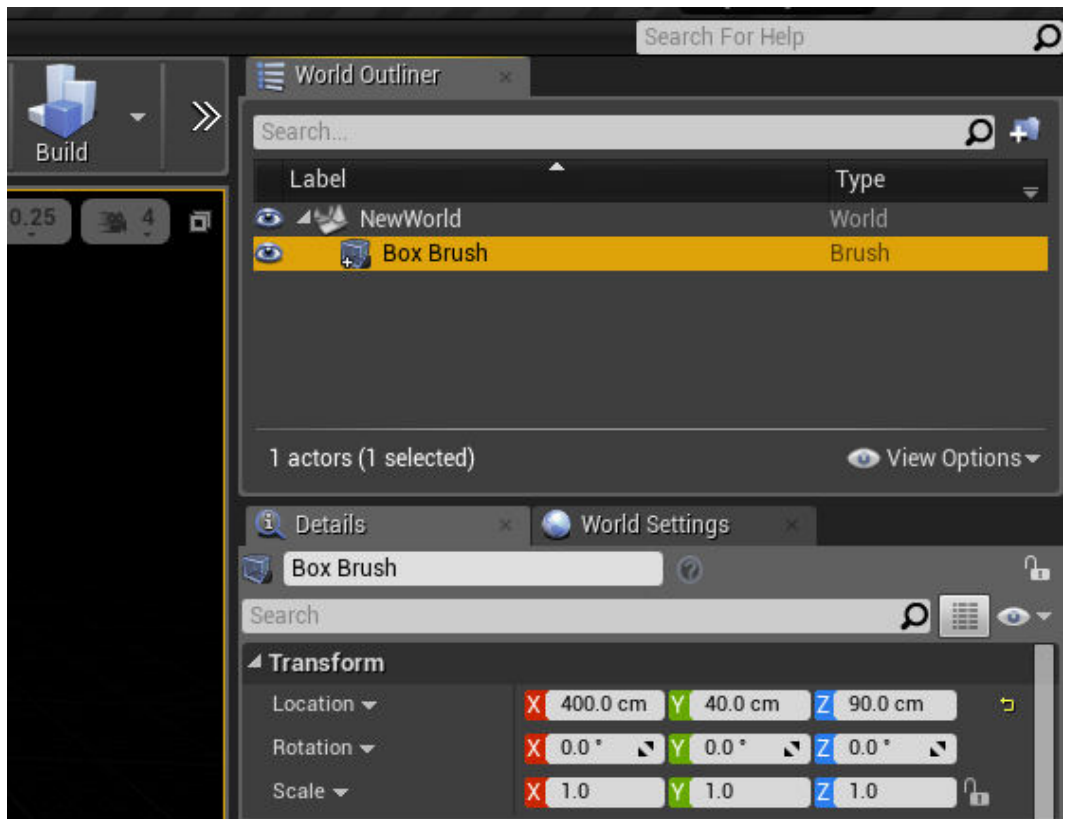 Search For Help
World Outliner
Build
Search...
Label Type
0.25 4
NewWorld World
Box Brush Brush
1 actors (1 selected) View Options
Details World Settings
Box Brush
Search
Transform
Location X 400.0 cm Y 40.0 cm Z 90.0 cm
Rotation X 0.0 ° Y 0.0 ° Z 0.0 °
Scale X 1.0 Y 1.0 Z 1.0